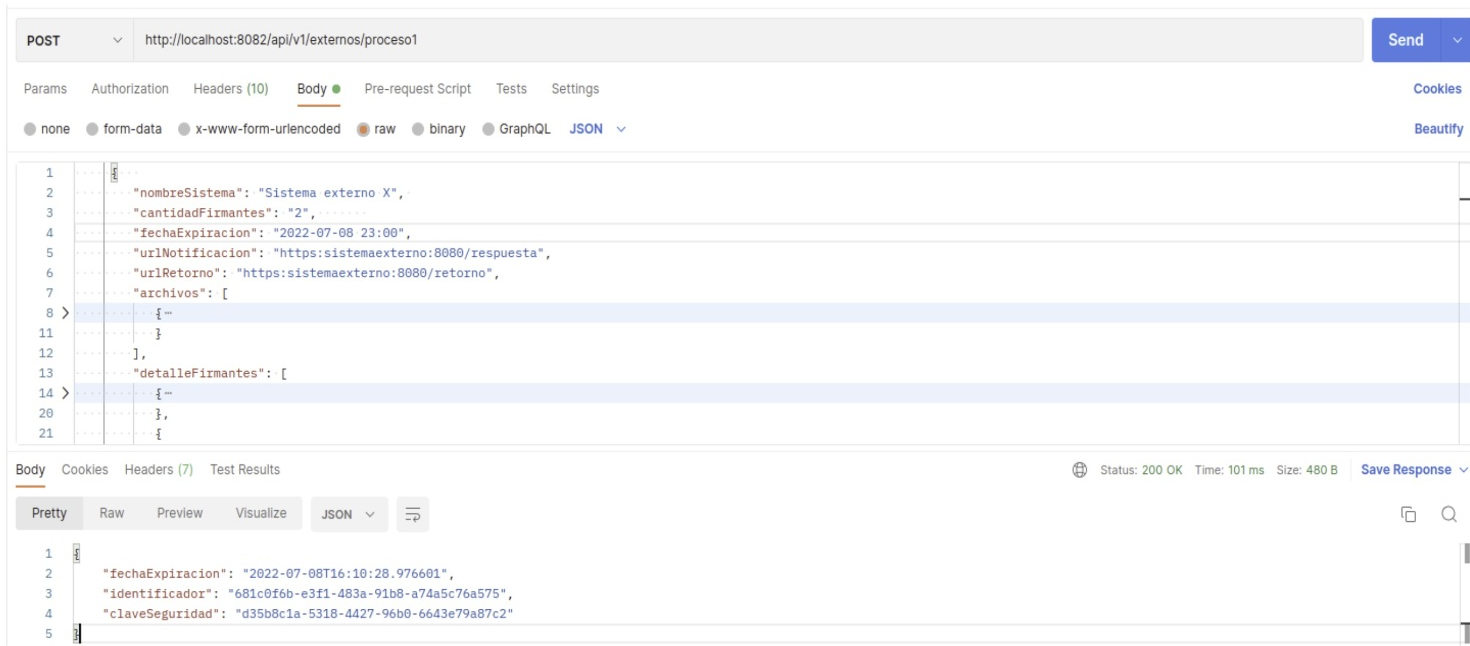 POST http://localhost:8082/api/v1/externos/proceso1 Send
Params Authorization Headers (10) Body Pre-request Script Tests Settings Cookies
none form-data x-www-form-urlencoded raw binary GraphQL JSON Beautify
1 {
2 "nombreSistema": "Sistema externo X",
3 "cantidadFirmantes": "2",
4 "fechaExpiracion": "2022-07-08 23:00",
5 "urlNotificacion": "https:sistemaexterno:8080/respuesta",
6 "urlRetorno": "https:sistemaexterno:8080/retorno",
7 "archivos": [
8 {⋯
11 }
12 ],
13 "detalleFirmantes": [
14 {⋯
20 },
21 {
Body Cookies Headers (7) Test Results Status: 200 OK Time: 101 ms Size: 480 B Save Response
Pretty Raw Preview Visualize JSON
1 {
2 "fechaExpiracion": "2022-07-08T16:10:28.976601",
3 "identificador": "681c0f6b-e3f1-483a-91b8-a74a5c76a575",
4 "claveSeguridad": "d35b8c1a-5318-4427-96b0-6643e79a87c2"
5 }